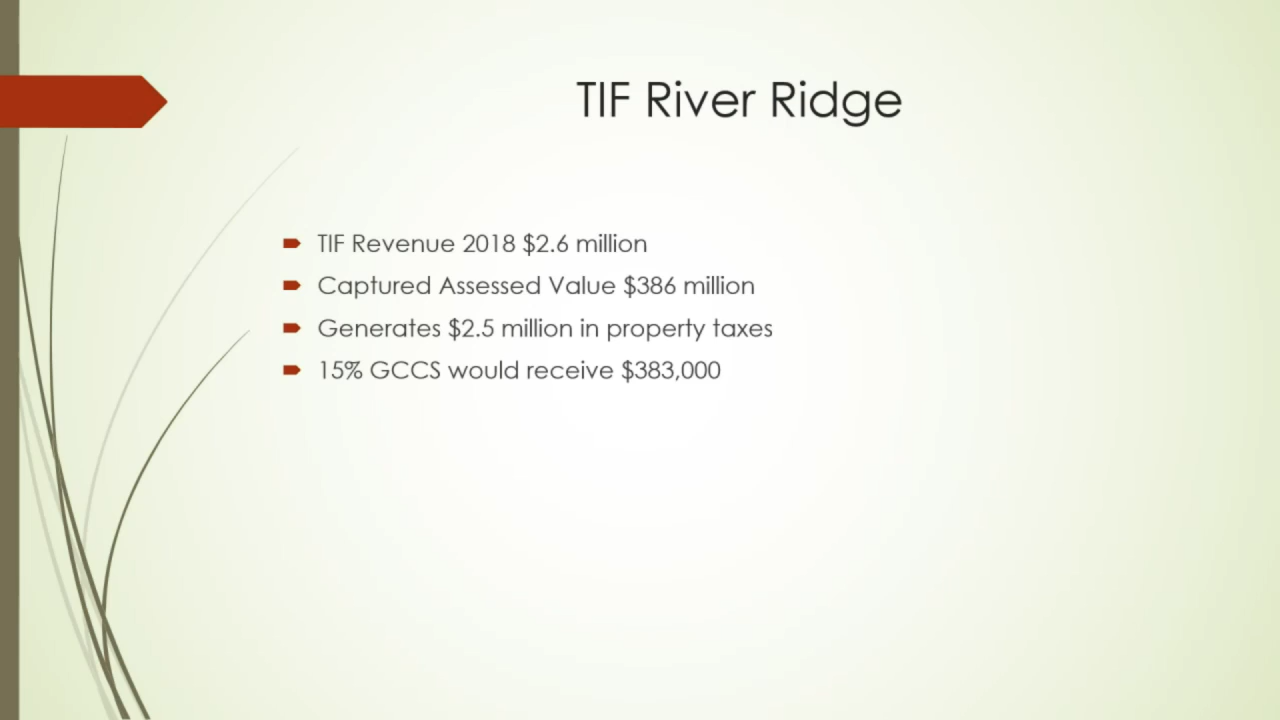 TIF River Ridge
TIF Revenue 2018 $2.6 million
Captured Assessed Value $386 million
Generates $2.5 million in property taxes
15% GCCS would receive $383,000